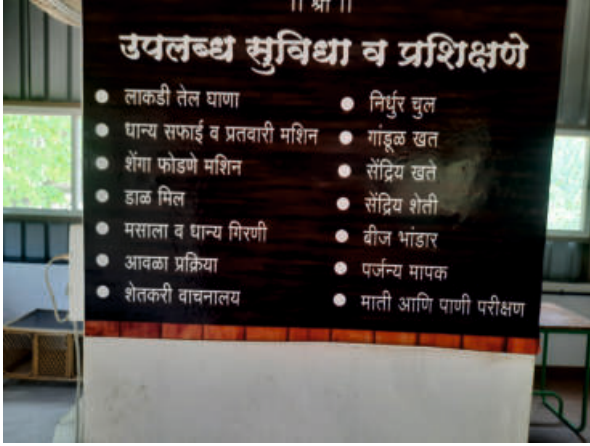 ॥ श्री ॥
उपलब्ध सुविधा व प्रशिक्षणे
लाकडी तेल घाणा
धान्य सफाई व प्रतवारी मशिन
शेंगा फोडणे मशिन
डाळ मिल
मसाला व धान्य गिरणी
आवळा प्रक्रिया
शेतकरी वाचनालय
निर्धुर चुल
गांडूळ खत
सेंद्रिय खते
सेंद्रिय शेती
बीज भांडार
पर्जन्य मापक
माती आणि पाणी परीक्षण